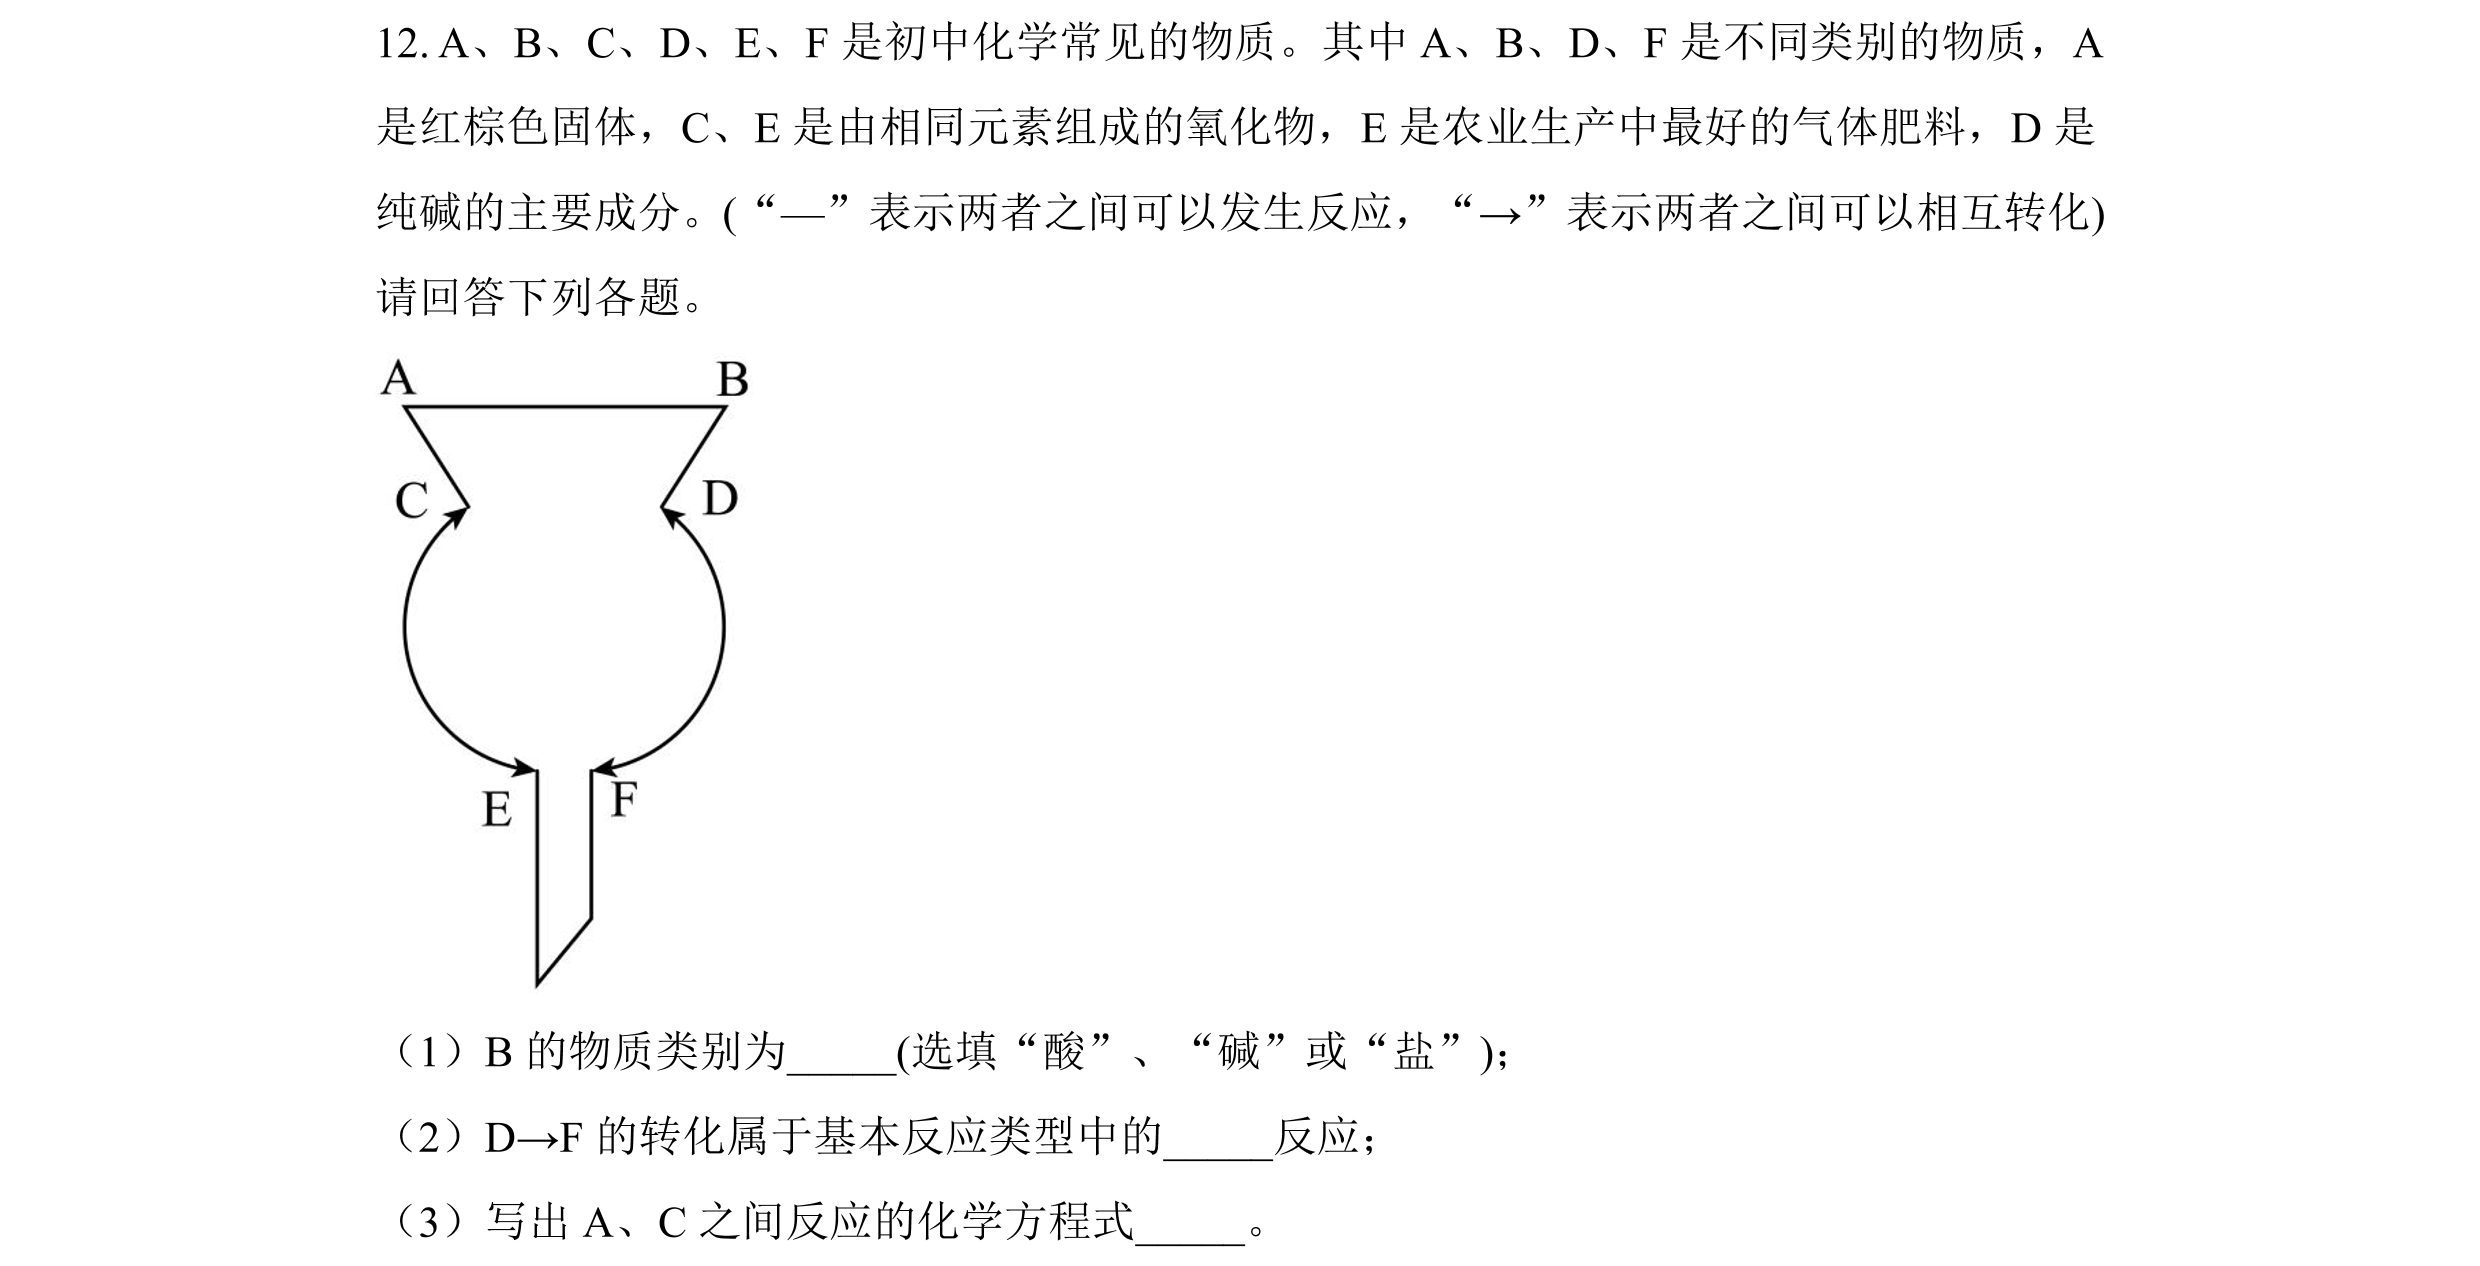 12. A、B、C、D、E、F 是初中化学常见的物质。其中 A、B、D、F 是不同类别的物质，A
是红棕色固体，C、E 是由相同元素组成的氧化物，E 是农业生产中最好的气体肥料，D 是
纯碱的主要成分。(“—”表示两者之间可以发生反应，“→”表示两者之间可以相互转化)
请回答下列各题。
A B
C D
E F
（1）B 的物质类别为_____(选填“酸”、“碱”或“盐”)；
（2）D→F 的转化属于基本反应类型中的_____反应；
（3）写出 A、C 之间反应的化学方程式_____。